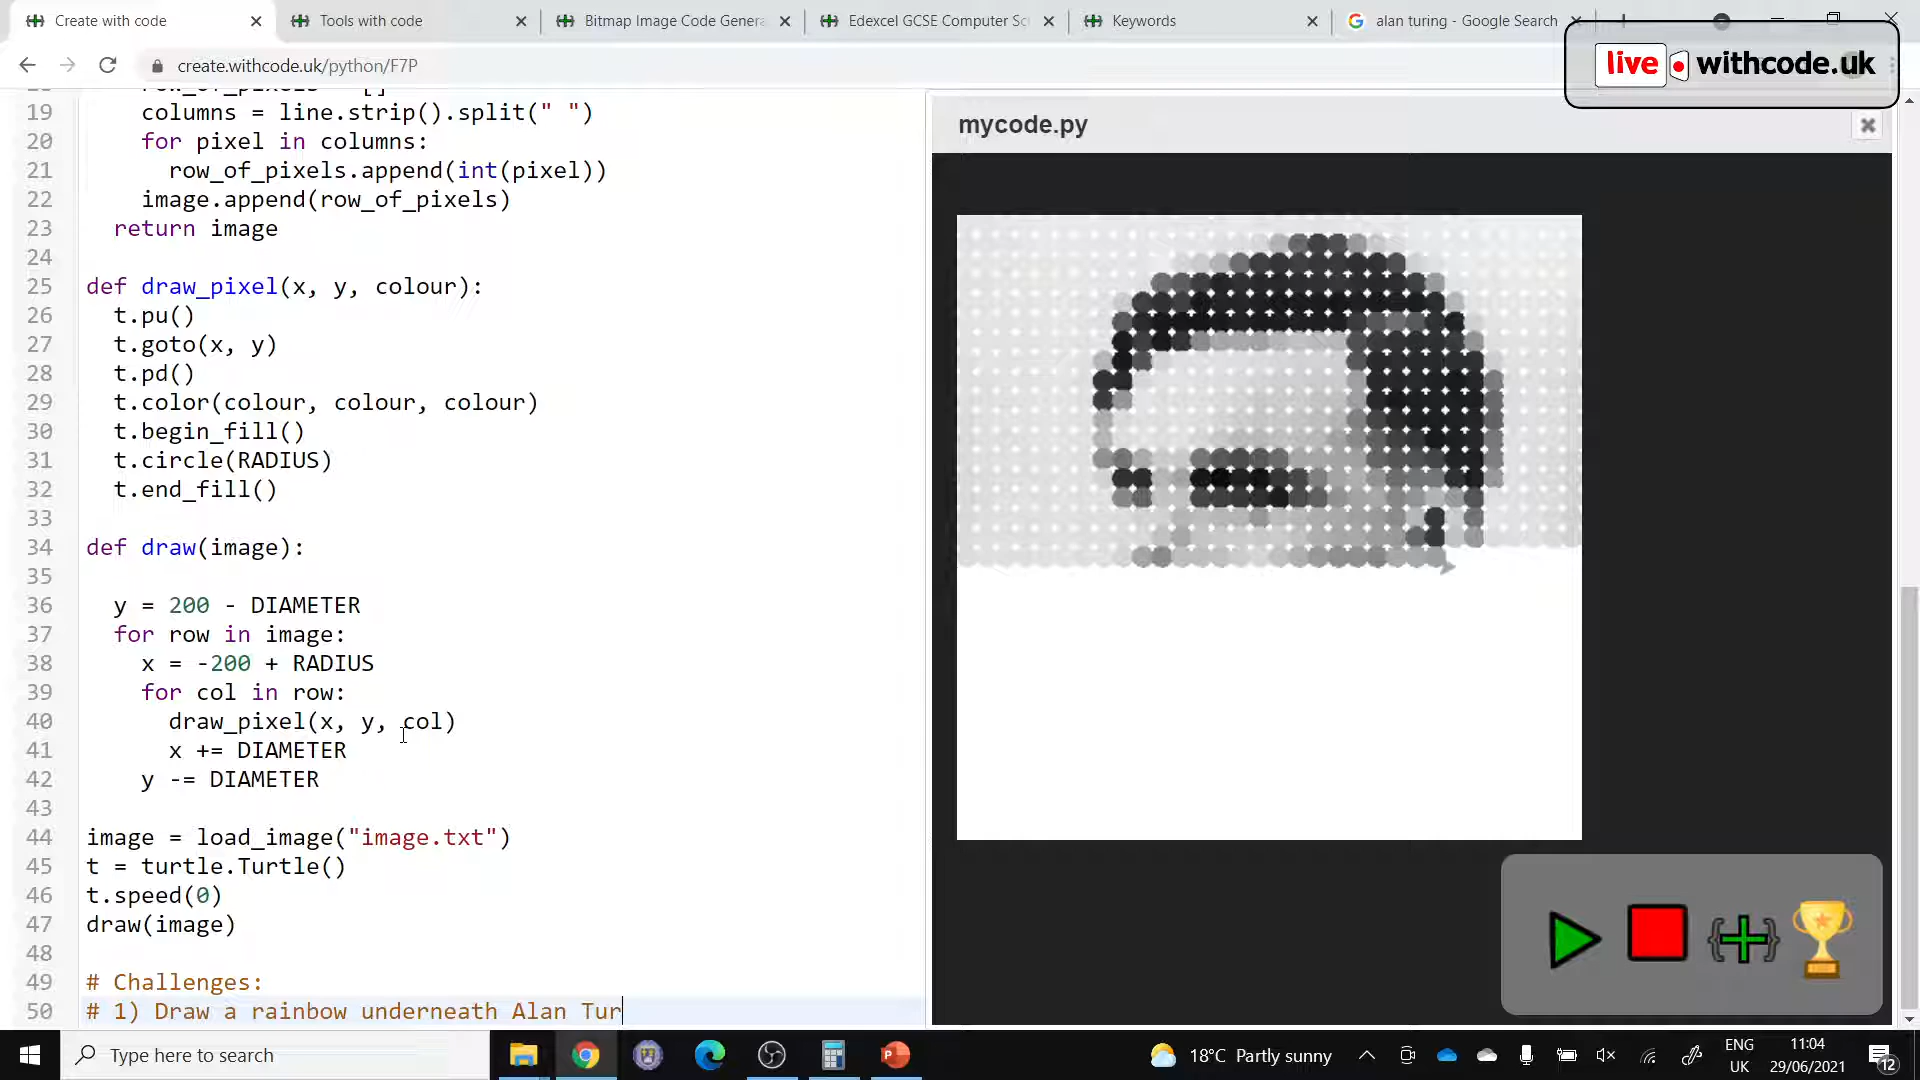 Create with code
Tools with code
Bitmap Image Code Genera
Edexcel GCSE Computer Sc
Keywords
alan turing - Google Search
create.withcode.uk/python/F7P
live withcode.uk
mycode.py
19 columns = line.strip().split(" ")
20 for pixel in columns:
21 row_of_pixels.append(int(pixel))
22 image.append(row_of_pixels)
23 return image
24
25 def draw_pixel(x, y, colour):
26 t.pu()
27 t.goto(x, y)
28 t.pd()
29 t.color(colour, colour, colour)
30 t.begin_fill()
31 t.circle(RADIUS)
32 t.end_fill()
33
34 def draw(image):
35
36 y = 200 - DIAMETER
37 for row in image:
38 x = -200 + RADIUS
39 for col in row:
40 draw_pixel(x, y, col)
41 x += DIAMETER
42 y -= DIAMETER
43
44 image = load_image("image.txt")
45 t = turtle.Turtle()
46 t.speed(0)
47 draw(image)
48
49 # Challenges:
50 # 1) Draw a rainbow underneath Alan Tur
Type here to search
18°C Partly sunny
ENG
UK
11:04
29/06/2021
12